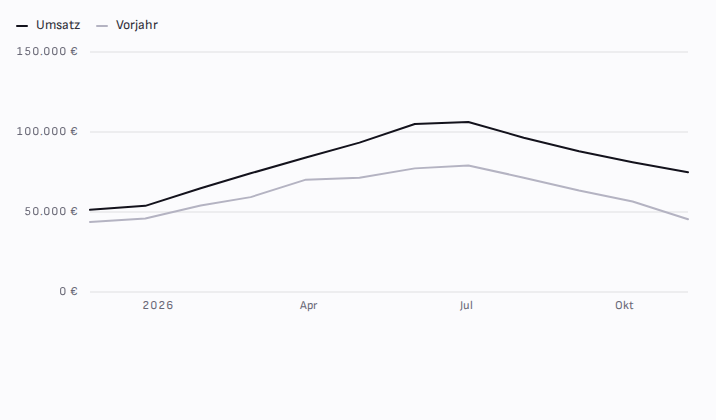 Umsatz Vorjahr
150.000 €
100.000 €
50.000 €
0 €
2026 Apr Jul Okt